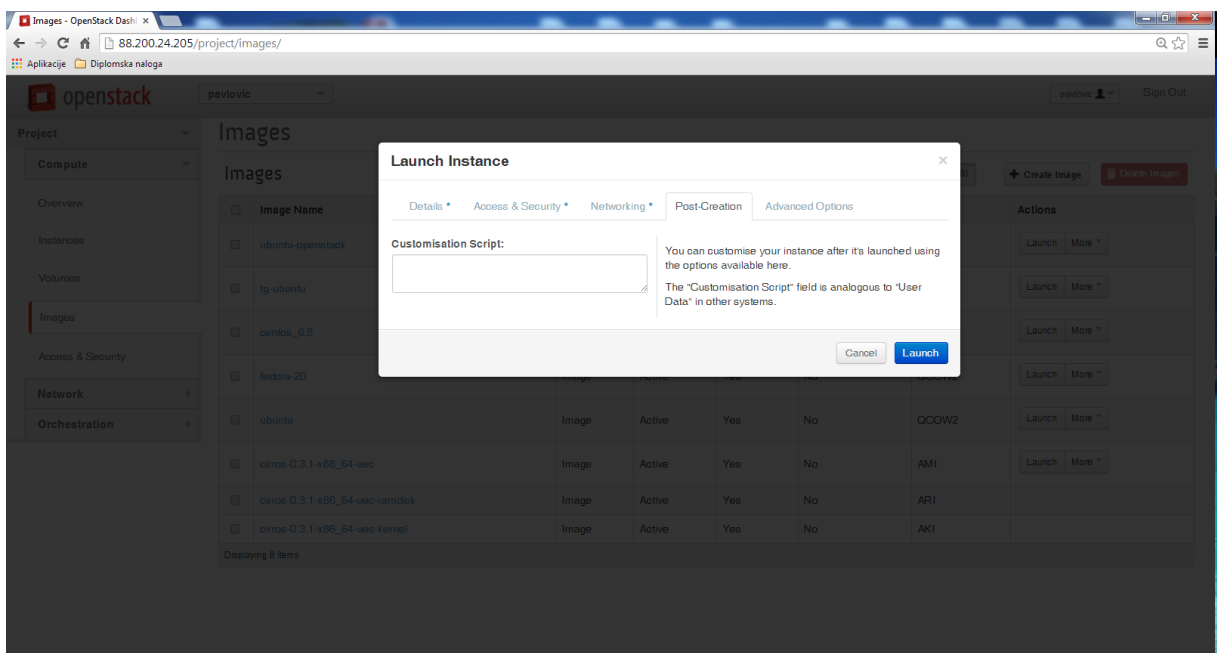 Images - OpenStack Dashl ×
88.200.24.205/project/images/
Aplikacije Diplomska naloga
openstack pavlovic pavlovic Sign Out
Project
Images
Compute
Images
+ Create Image Delete Images
Overview
Instances
Volumes
Images
Access & Security
Network
Orchestration
Launch Instance ×
Details * Access & Security * Networking * Post-Creation Advanced Options
Customisation Script:
You can customise your instance after it's launched using
the options available here.
The "Customisation Script" field is analogous to "User
Data" in other systems.
Cancel Launch
Image Name Actions
ubuntu-openstack Launch More
tg-ubuntu Launch More
centos_6.5 Launch More
fedora-20 Image Active Yes No QCOW2 Launch More
ubuntu Image Active Yes No QCOW2 Launch More
cirros-0.3.1-x86_64-uec Image Active Yes No AMI Launch More
cirros-0.3.1-x86_64-uec-ramdisk Image Active Yes No ARI
cirros-0.3.1-x86_64-uec-kernel Image Active Yes No AKI
Displaying 8 items